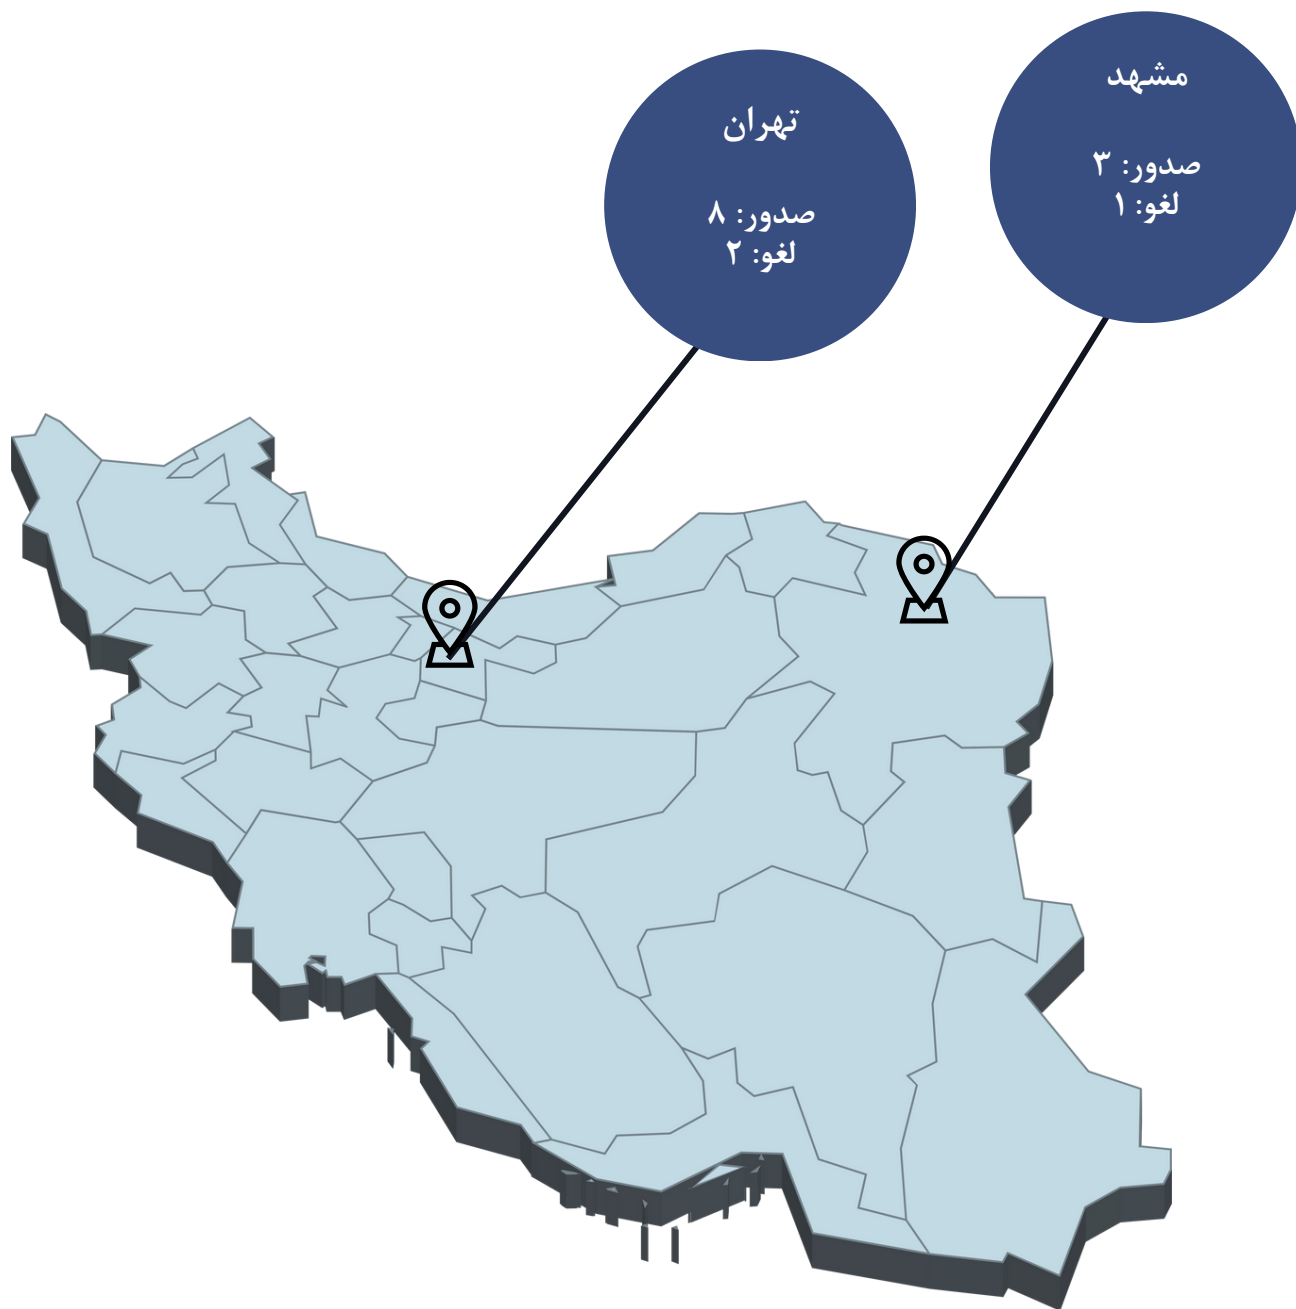 مشهد
صدور: ۳
لغو: ۱
تهران
صدور: ۸
لغو: ۲